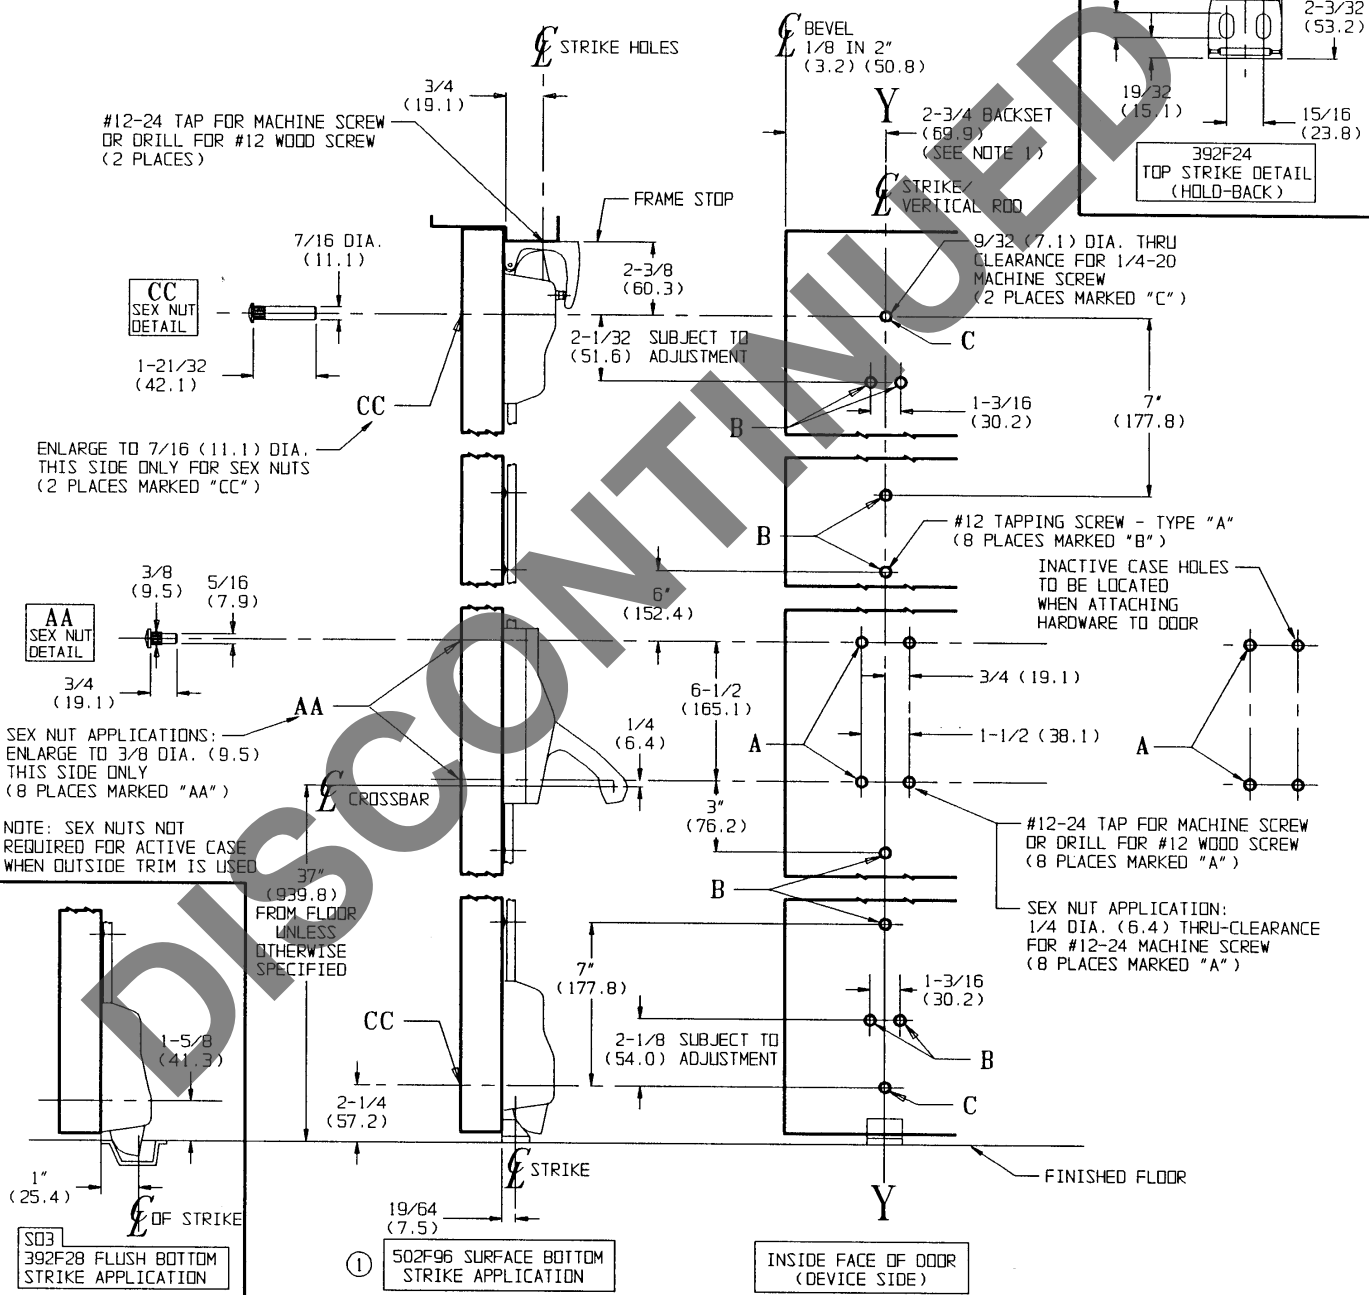 ℄ STRIKE HOLES
℄ BEVEL
1/8 IN 2"
(3.2) (50.8)
2-3/32
(53.2)
19/32
(15.1)
15/16
(23.8)
392F24
TOP STRIKE DETAIL
(HOLD-BACK)
3/4
(19.1)
Y
2-3/4 BACKSET
(69.9)
(SEE NOTE 1)
#12-24 TAP FOR MACHINE SCREW
OR DRILL FOR #12 WOOD SCREW
(2 PLACES)
℄ STRIKE/
VERTICAL ROD
FRAME STOP
7/16 DIA.
(11.1)
2-3/8
(60.3)
9/32 (7.1) DIA. THRU
CLEARANCE FOR 1/4-20
MACHINE SCREW
(2 PLACES MARKED "C")
CC
SEX NUT
DETAIL
C
2-1/32 SUBJECT TO
(51.6) ADJUSTMENT
1-21/32
(42.1)
CC
1-3/16
(30.2)
7"
(177.8)
B
ENLARGE TO 7/16 (11.1) DIA.
THIS SIDE ONLY FOR SEX NUTS
(2 PLACES MARKED "CC")
B
#12 TAPPING SCREW - TYPE "A"
(8 PLACES MARKED "B")
INACTIVE CASE HOLES
TO BE LOCATED
WHEN ATTACHING
HARDWARE TO DOOR
3/8
(9.5)
5/16
(7.9)
6"
(152.4)
AA
SEX NUT
DETAIL
3/4
(19.1)
3/4 (19.1)
6-1/2
(165.1)
AA
SEX NUT APPLICATIONS:
ENLARGE TO 3/8 DIA. (9.5)
THIS SIDE ONLY
(8 PLACES MARKED "AA")
1/4
(6.4)
A
1-1/2 (38.1)
A
℄ CROSSBAR
3"
(76.2)
NOTE: SEX NUTS NOT
REQUIRED FOR ACTIVE CASE
WHEN OUTSIDE TRIM IS USED
#12-24 TAP FOR MACHINE SCREW
OR DRILL FOR #12 WOOD SCREW
(8 PLACES MARKED "A")
37"
(939.8)
FROM FLOOR
UNLESS
OTHERWISE
SPECIFIED
B
SEX NUT APPLICATION:
1/4 DIA. (6.4) THRU-CLEARANCE
FOR #12-24 MACHINE SCREW
(8 PLACES MARKED "A")
7"
(177.8)
1-3/16
(30.2)
CC
1-5/8
(41.3)
2-1/8 SUBJECT TO
(54.0) ADJUSTMENT
B
C
2-1/4
(57.2)
1"
(25.4)
℄ OF STRIKE
℄ STRIKE
FINISHED FLOOR
19/64
(7.5)
Y
S03
392F28 FLUSH BOTTOM
STRIKE APPLICATION
1
502F96 SURFACE BOTTOM
STRIKE APPLICATION
INSIDE FACE OF DOOR
(DEVICE SIDE)
DISCONTINUED